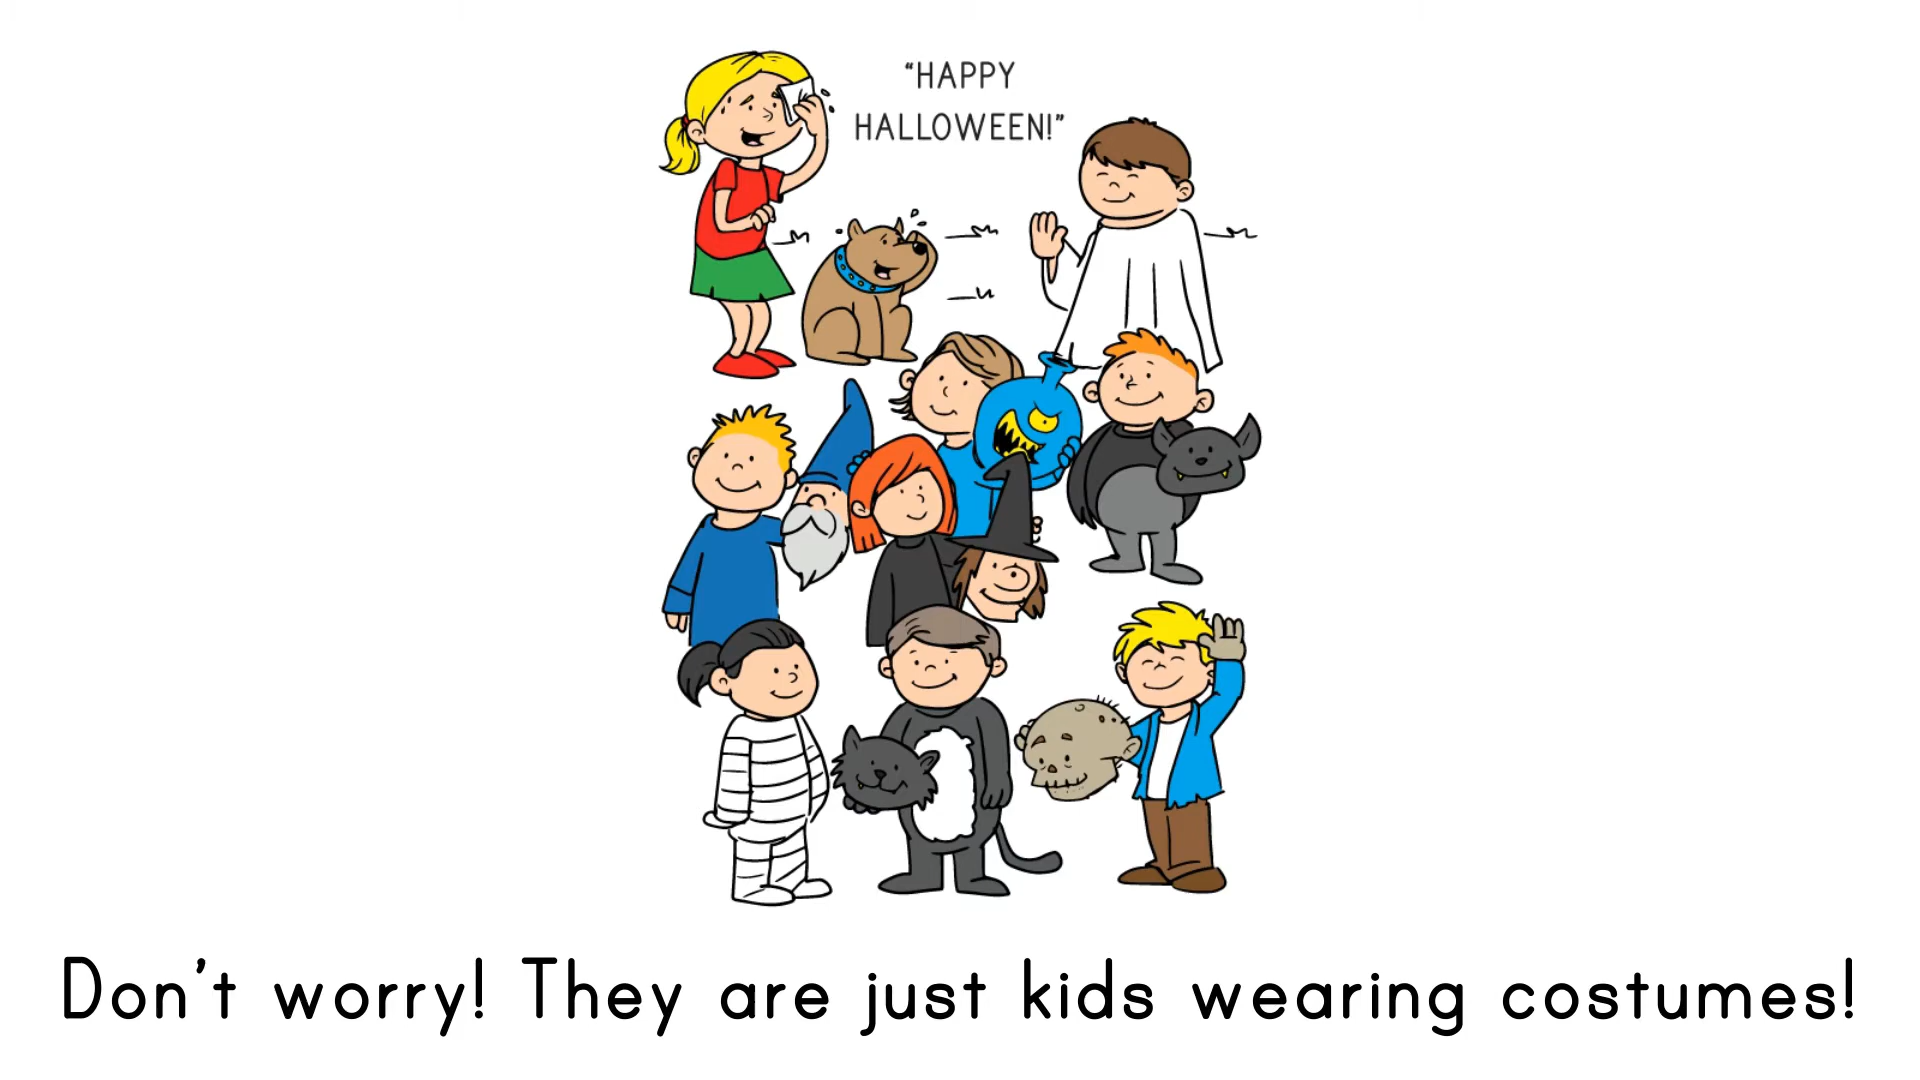 “HAPPY
HALLOWEEN!”
Don’t worry! They are just kids wearing costumes!